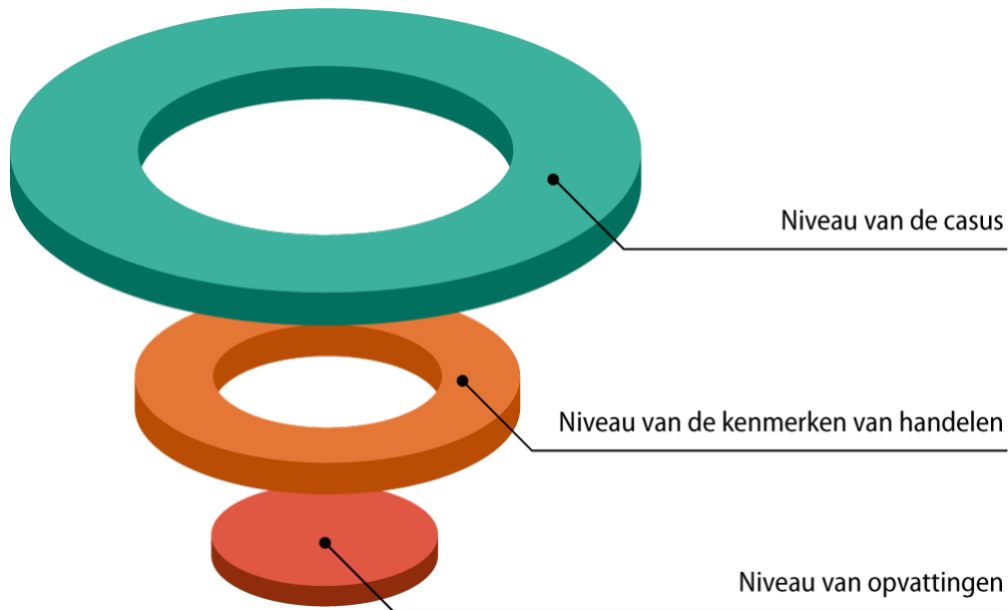 Niveau van de casus
Niveau van de kenmerken van handelen
Niveau van opvattingen